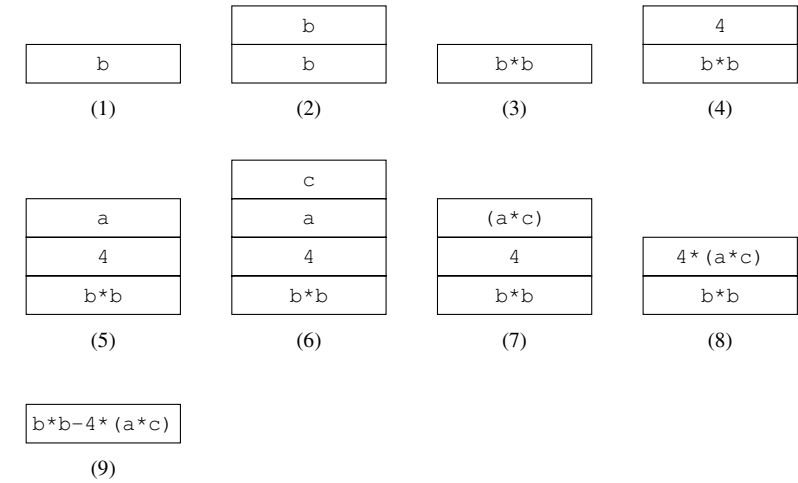 b
b
b
b*b
4
b*b
(1)
(2)
(3)
(4)
a
4
b*b
c
a
4
b*b
(a*c)
4
b*b
4*(a*c)
b*b
(5)
(6)
(7)
(8)
b*b-4*(a*c)
(9)